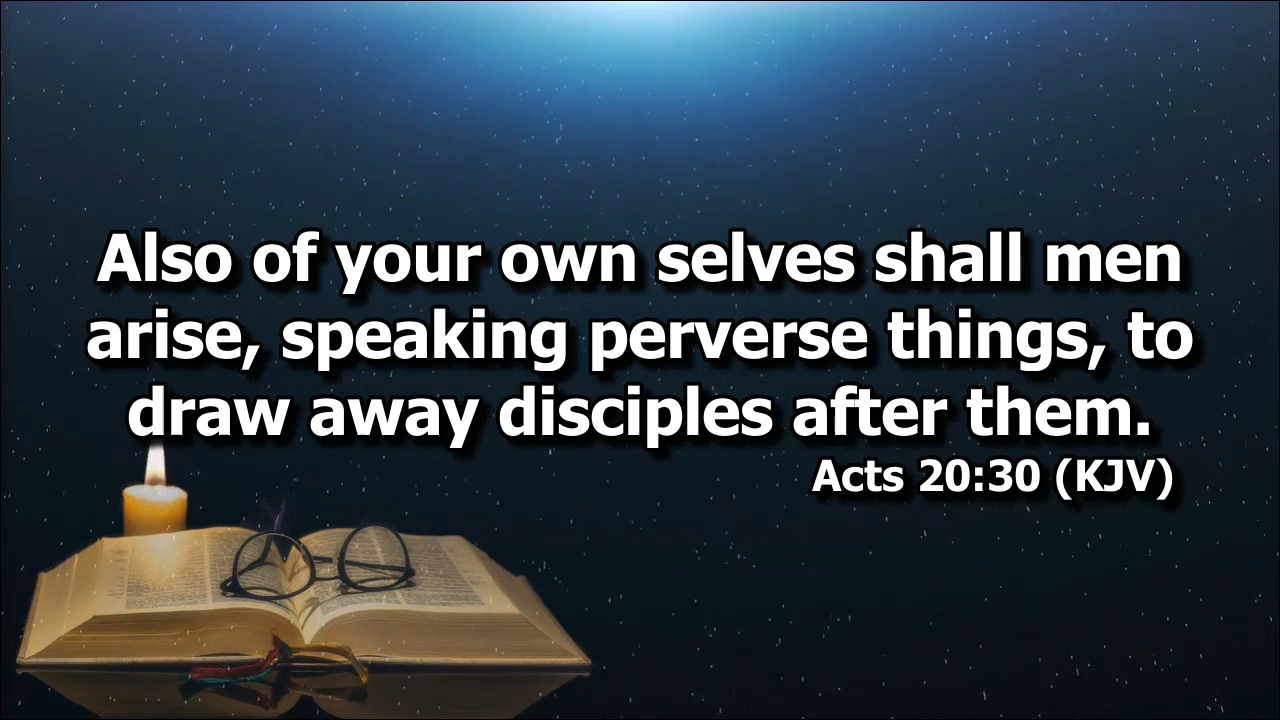 Also of your own selves shall men
arise, speaking perverse things, to
draw away disciples after them.
Acts 20:30 (KJV)